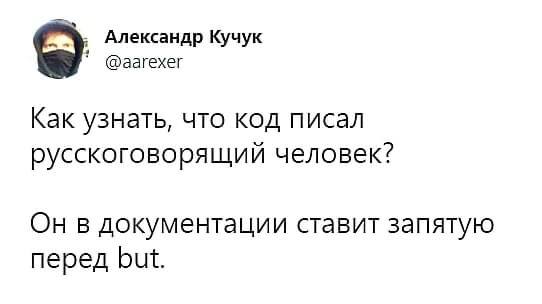 Александр Кучук
@aarexer
Как узнать, что код писал
русскоговорящий человек?
Он в документации ставит запятую
перед but.